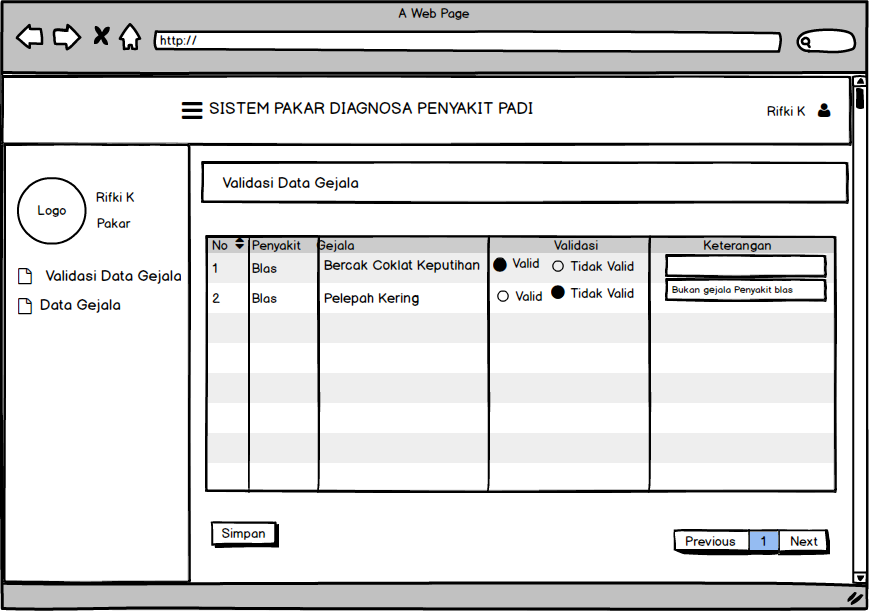 A Web Page
http://
SISTEM PAKAR DIAGNOSA PENYAKIT PADI
Rifki K
Logo
Rifki K
Pakar
Validasi Data Gejala
Data Gejala
Validasi Data Gejala
No Penyakit Gejala Validasi Keterangan
1 Blas Bercak Coklat Keputihan Valid Tidak Valid
2 Blas Pelepah Kering Valid Tidak Valid Bukan gejala Penyakit blas
Simpan
Previous 1 Next